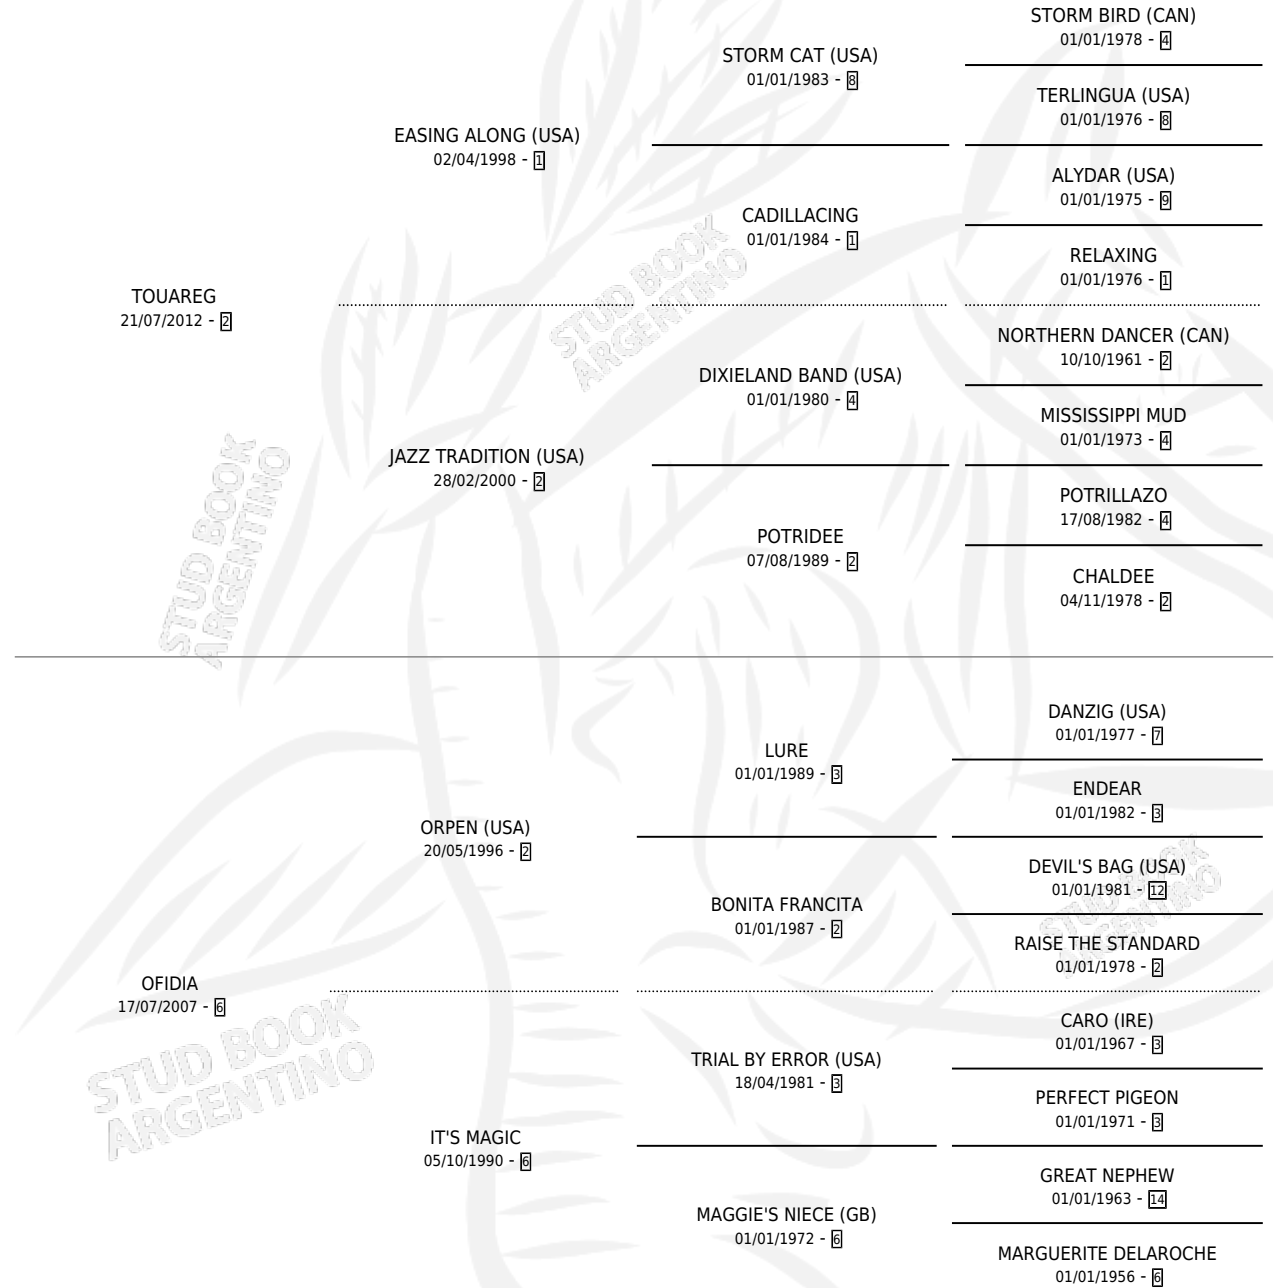 STORM BIRD (CAN)
01/01/1978 - 4
STORM CAT (USA)
01/01/1983 - 8
TERLINGUA (USA)
01/01/1976 - 8
EASING ALONG (USA)
02/04/1998 - 1
ALYDAR (USA)
01/01/1975 - 9
CADILLACING
01/01/1984 - 1
RELAXING
01/01/1976 - 1
TOUAREG
21/07/2012 - 2
NORTHERN DANCER (CAN)
10/10/1961 - 2
DIXIELAND BAND (USA)
01/01/1980 - 4
MISSISSIPPI MUD
01/01/1973 - 4
JAZZ TRADITION (USA)
28/02/2000 - 2
POTRILLAZO
17/08/1982 - 4
POTRIDEE
07/08/1989 - 2
CHALDEE
04/11/1978 - 2
STUD BOOK
ARGENTINO
STUD BOOK
ARGENTINO
DANZIG (USA)
01/01/1977 - 7
LURE
01/01/1989 - 3
ENDEAR
01/01/1982 - 3
ORPEN (USA)
20/05/1996 - 2
DEVIL'S BAG (USA)
01/01/1981 - 12
BONITA FRANCITA
01/01/1987 - 2
RAISE THE STANDARD
01/01/1978 - 2
OFIDIA
17/07/2007 - 6
CARO (IRE)
01/01/1967 - 3
TRIAL BY ERROR (USA)
18/04/1981 - 3
PERFECT PIGEON
01/01/1971 - 3
IT'S MAGIC
05/10/1990 - 6
GREAT NEPHEW
01/01/1963 - 14
MAGGIE'S NIECE (GB)
01/01/1972 - 6
MARGUERITE DELAROCHE
01/01/1956 - 6
STUD BOOK
ARGENTINO
STUD BOOK
ARGENTINO